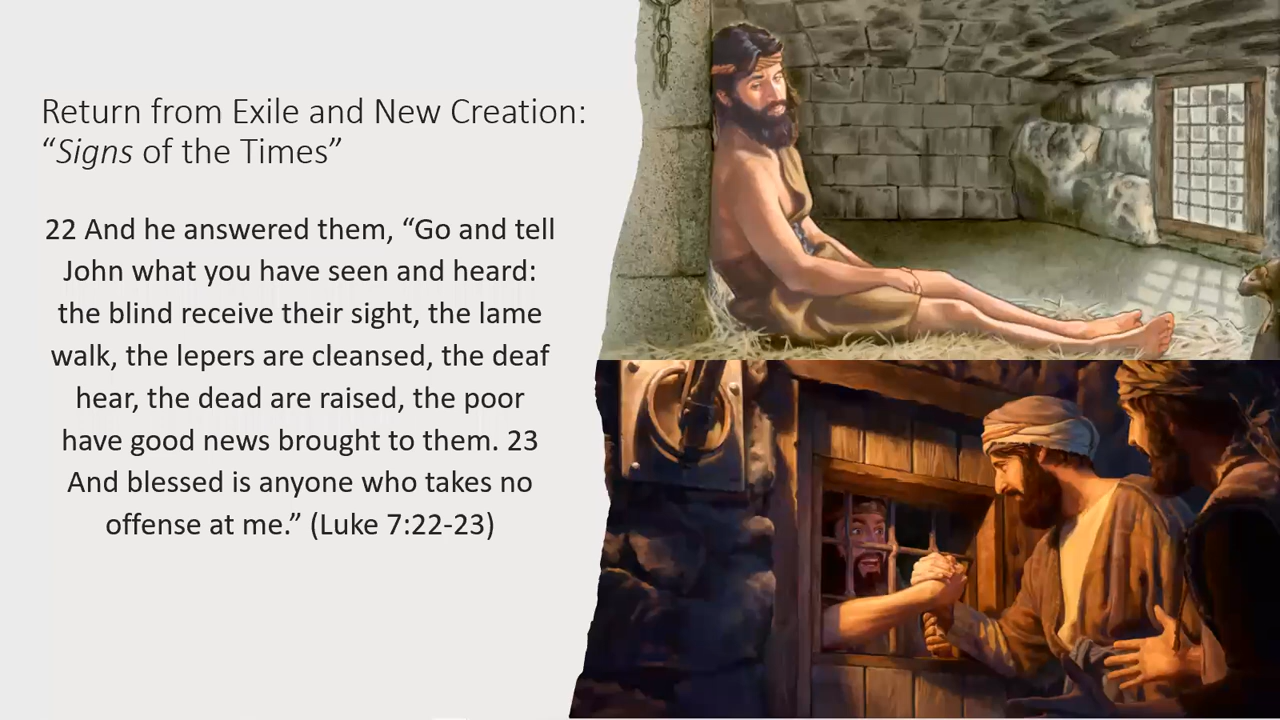 Return from Exile and New Creation:
“Signs of the Times”
22 And he answered them, “Go and tell
John what you have seen and heard:
the blind receive their sight, the lame
walk, the lepers are cleansed, the deaf
hear, the dead are raised, the poor
have good news brought to them. 23
And blessed is anyone who takes no
offense at me.” (Luke 7:22-23)